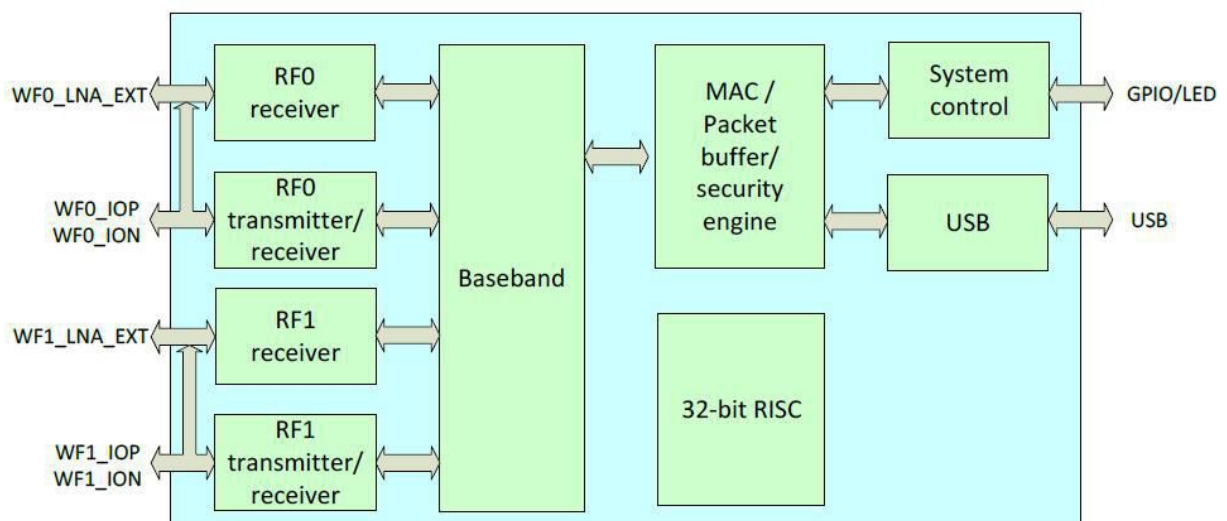 WF0_LNA_EXT
RF0
receiver
WF0_IOP
WF0_ION
RF0
transmitter/
receiver
WF1_LNA_EXT
RF1
receiver
WF1_IOP
WF1_ION
RF1
transmitter/
receiver
Baseband
MAC /
Packet
buffer/
security
engine
32-bit RISC
System
control
GPIO/LED
USB
USB